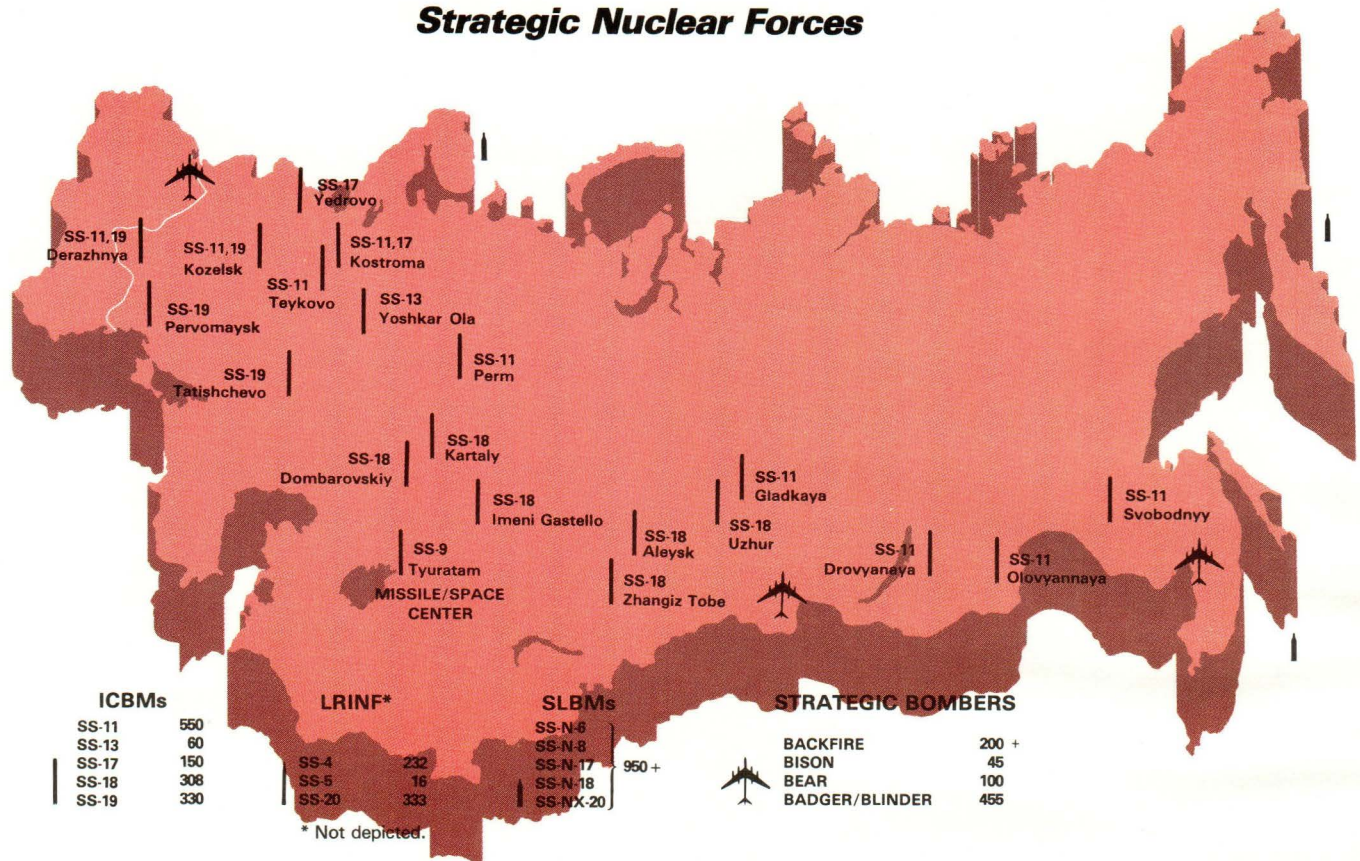 Strategic Nuclear Forces
SS-17
Yedrovo
SS-11,19
Derazhnya
SS-11,19
Kozelsk
SS-11,17
Kostroma
SS-11
Teykovo
SS-13
Yoshkar Ola
SS-19
Pervomaysk
SS-11
Perm
SS-19
Tatishchevo
SS-18
Kartaly
SS-18
Dombarovskiy
SS-18
Imeni Gastello
SS-11
Gladkaya
SS-18
Uzhur
SS-11
Svobodnyy
SS-18
Aleysk
SS-9
Tyuratam
MISSILE/SPACE
CENTER
SS-18
Zhangiz Tobe
SS-11
Drovyanaya
SS-11
Olovyannaya
ICBMs
SS-11 550
SS-13 60
SS-17 150
SS-18 308
SS-19 330
LRINF*
SS-4 232
SS-5 16
SS-20 333
* Not depicted.
SLBMs
SS-N-6
SS-N-8
SS-N-17 950 +
SS-N-18
SS-NX-20
STRATEGIC BOMBERS
BACKFIRE 200 +
BISON 45
BEAR 100
BADGER/BLINDER 455